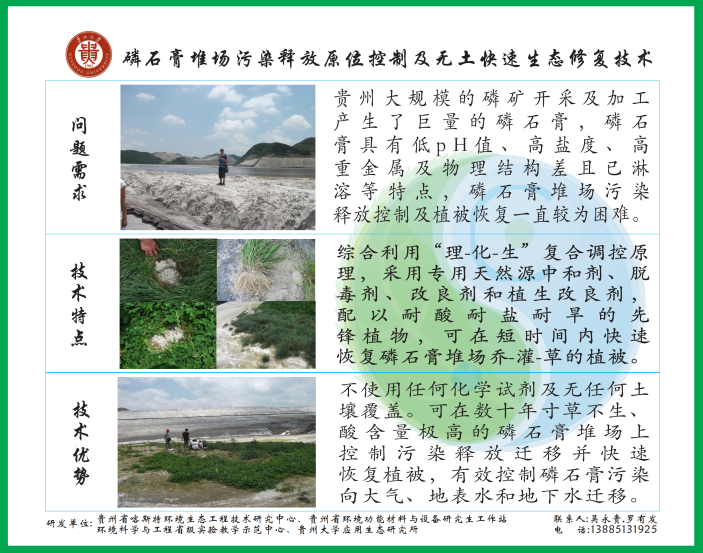 磷石膏堆场污染释放原位控制及无土快速生态修复技术
问题需求
贵州大规模的磷矿开采及加工
产生了巨量的磷石膏，磷石
膏具有低pH值、高盐度、高
重金属及物理结构差且已淋
溶等特点，磷石膏堆场污染
释放控制及植被恢复一直较为困难。
技术特点
综合利用“理-化-生”复合调控原
理，采用专用天然源中和剂、脱
毒剂、改良剂和植生改良剂，
配以耐酸耐盐耐旱的先
锋植物，可在短时间内快速
恢复磷石膏堆场乔-灌-草的植被。
技术优势
不使用任何化学试剂及无任何土
壤覆盖。可在数十年寸草不生、
酸含量极高的磷石膏堆场上
控制污染释放迁移并快速
恢复植被，有效控制磷石膏污染
向大气、地表水和地下水迁移。
研发单位：贵州省喀斯特环境生态工程技术研究中心、贵州省环境功能材料与设备研究生工作站
环境科学与工程省级实验教学示范中心、贵州大学应用生态研究所
联系人：吴永贵，罗有发
电 话：13885131925